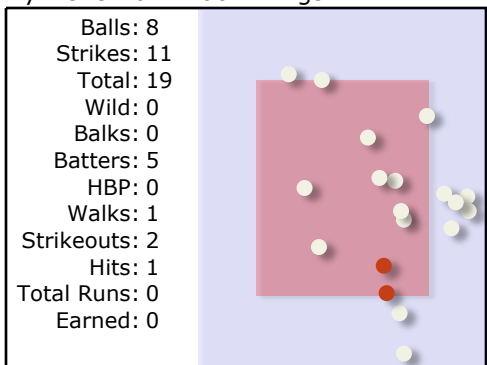 Balls: 8
Strikes: 11
Total: 19
Wild: 0
Balks: 0
Batters: 5
HBP: 0
Walks: 1
Strikeouts: 2
Hits: 1
Total Runs: 0
Earned: 0